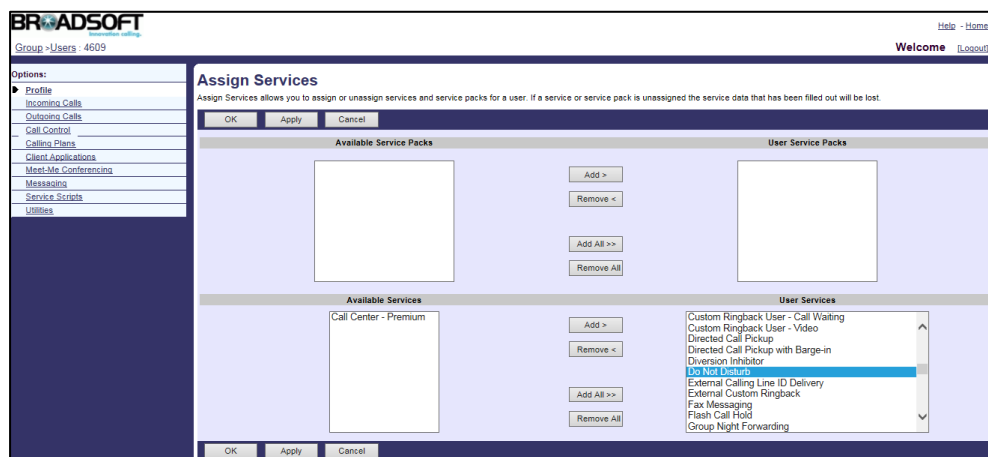 BROADSOFT
innovation calling.
Help - Home
Group >Users : 4609
Welcome [Logout]
Options:
Profile
Incoming Calls
Outgoing Calls
Call Control
Calling Plans
Client Applications
Meet-Me Conferencing
Messaging
Service Scripts
Utilities
Assign Services
Assign Services allows you to assign or unassign services and service packs for a user. If a service or service pack is unassigned the service data that has been filled out will be lost.
OK Apply Cancel
Available Service Packs User Service Packs
Add >
Remove <
Add All >>
Remove All
Available Services User Services
Call Center - Premium
Add >
Remove <
Add All >>
Remove All
Custom Ringback User - Call Waiting
Custom Ringback User - Video
Directed Call Pickup
Directed Call Pickup with Barge-in
Diversion Inhibitor
Do Not Disturb
External Calling Line ID Delivery
External Custom Ringback
Fax Messaging
Flash Call Hold
Group Night Forwarding
OK Apply Cancel